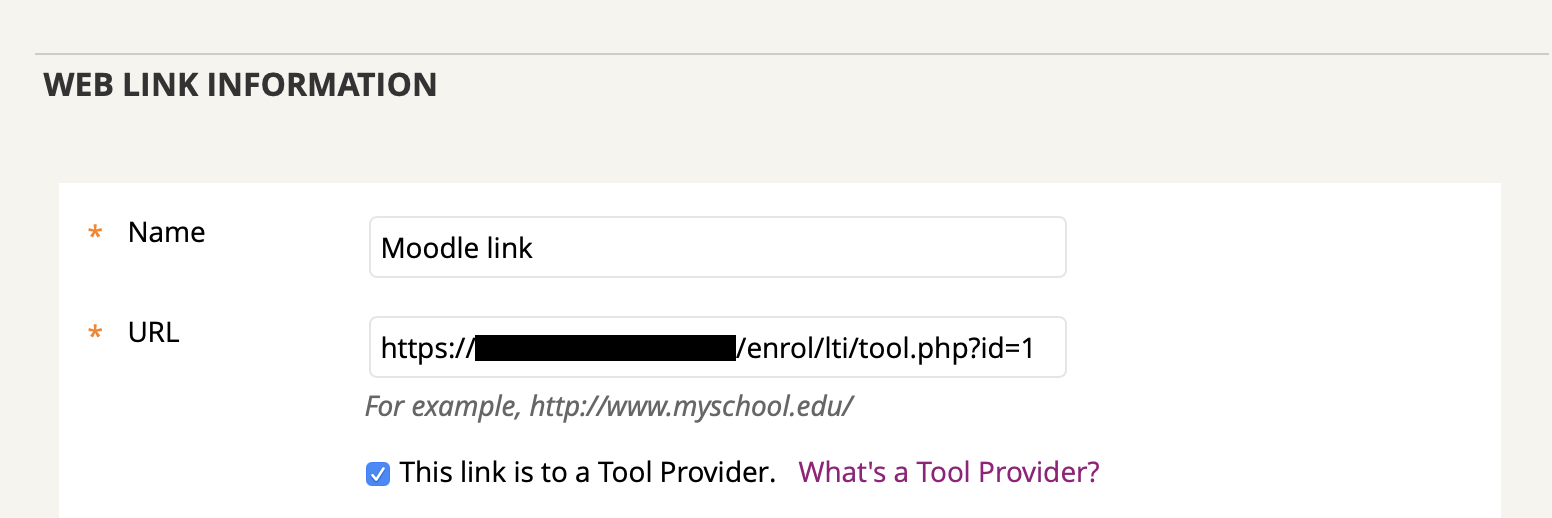 WEB LINK INFORMATION
* Name
Moodle link
* URL
https:// /enrol/lti/tool.php?id=1
For example, http://www.myschool.edu/
This link is to a Tool Provider. What's a Tool Provider?